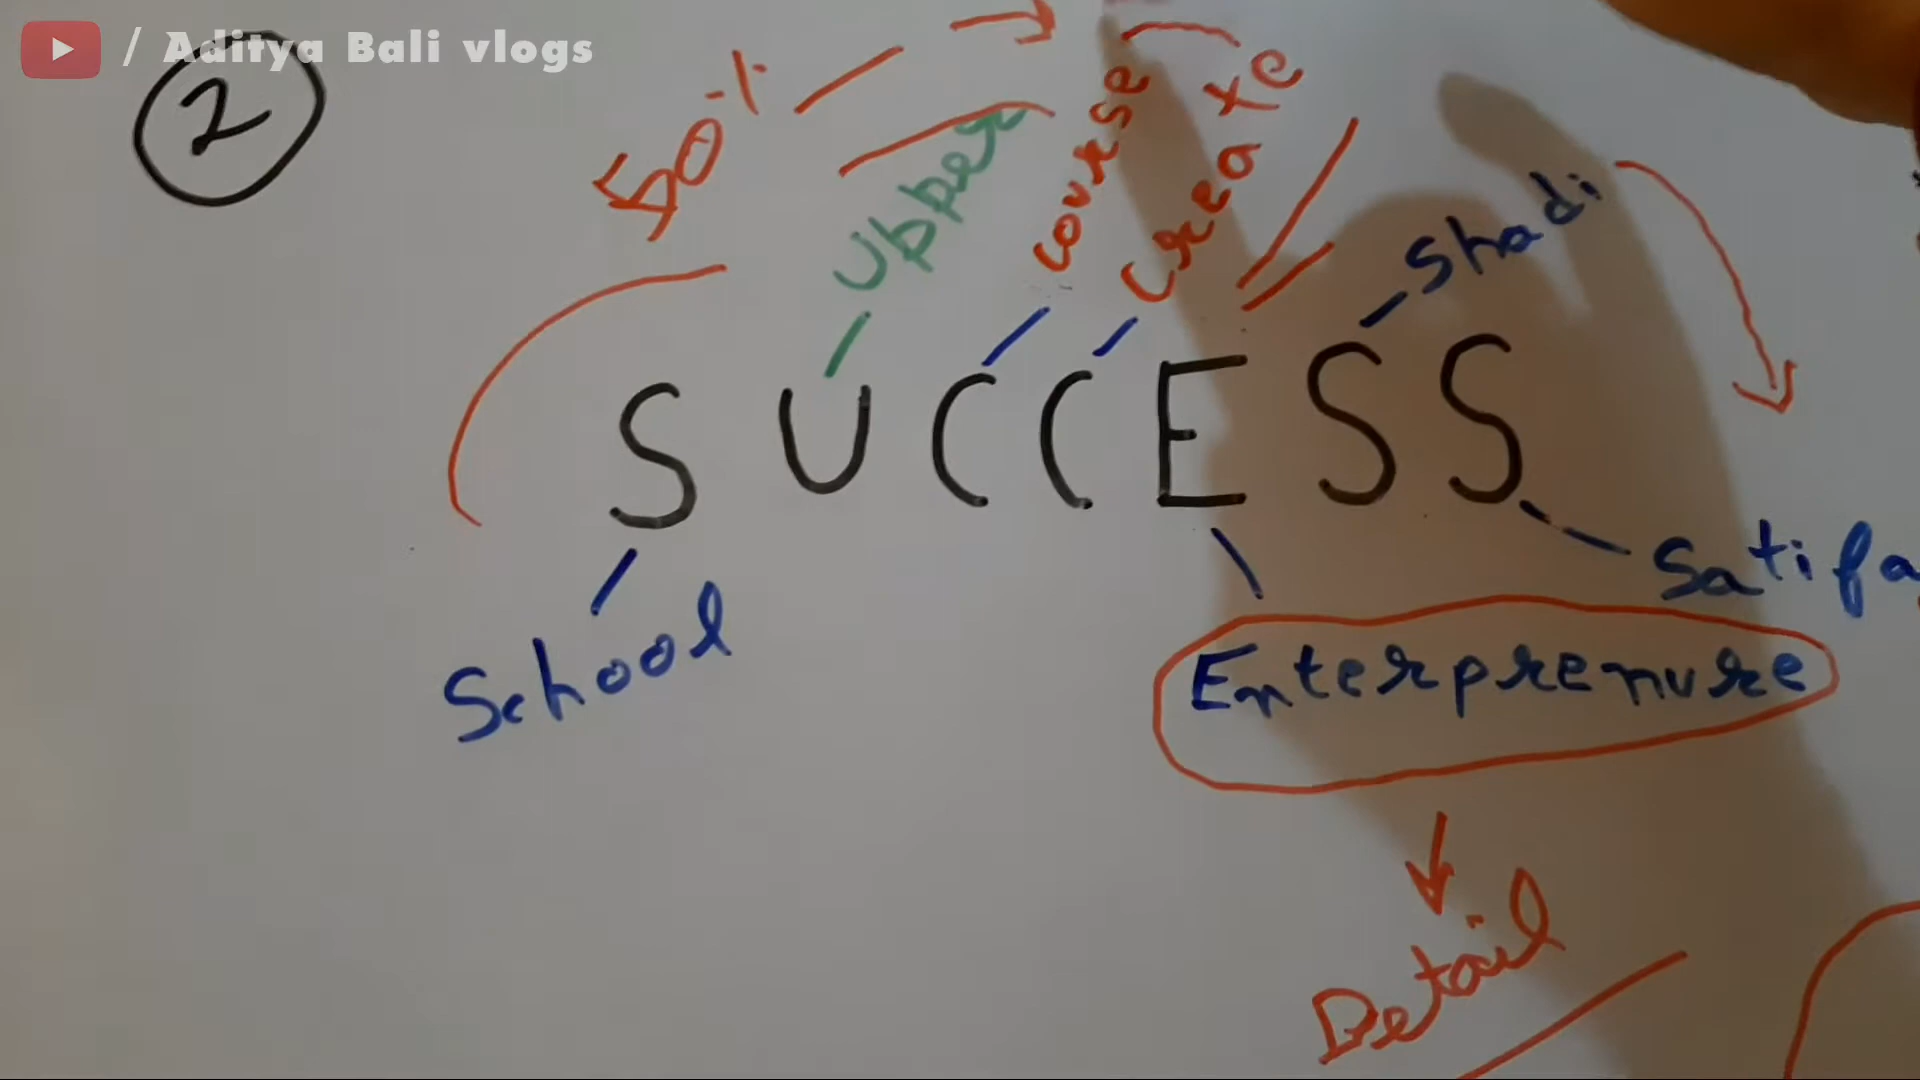 / Aditya Bali vlogs
2
50%
Upper
course
create
Shadi
SUCCESS
School
Satifa
Enterprenure
Detail